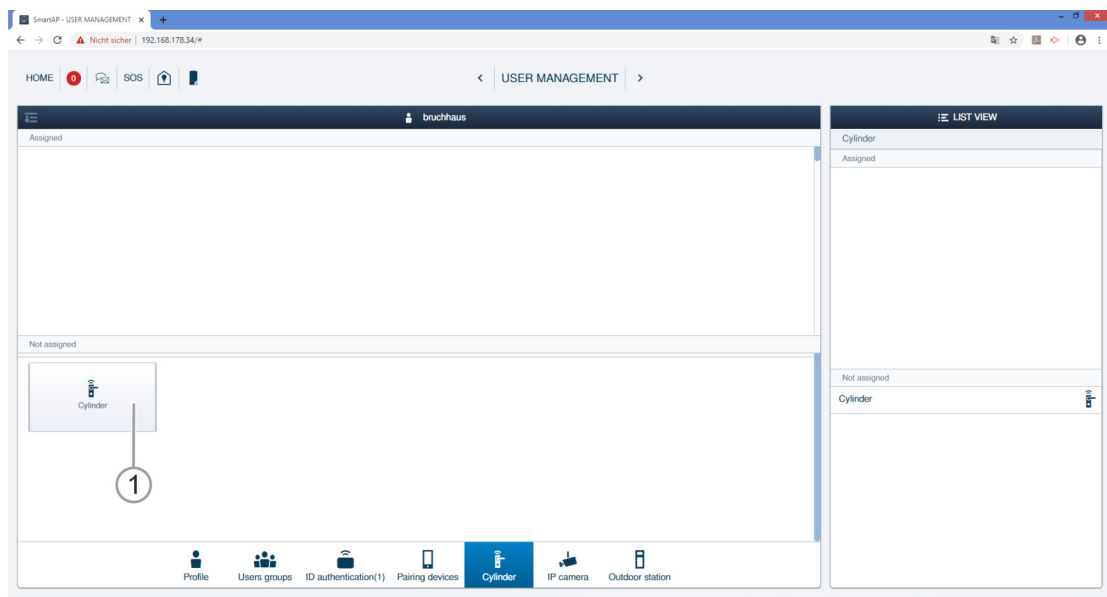 SmartAP - USER MANAGEMENT
Nicht sicher | 192.168.178.34/#
HOME 0 SOS < USER MANAGEMENT >
bruchhaus
LIST VIEW
Assigned
Cylinder
Assigned
Not assigned
Cylinder
1
Not assigned
Cylinder
Profile Users groups ID authentication(1) Pairing devices Cylinder IP camera Outdoor station